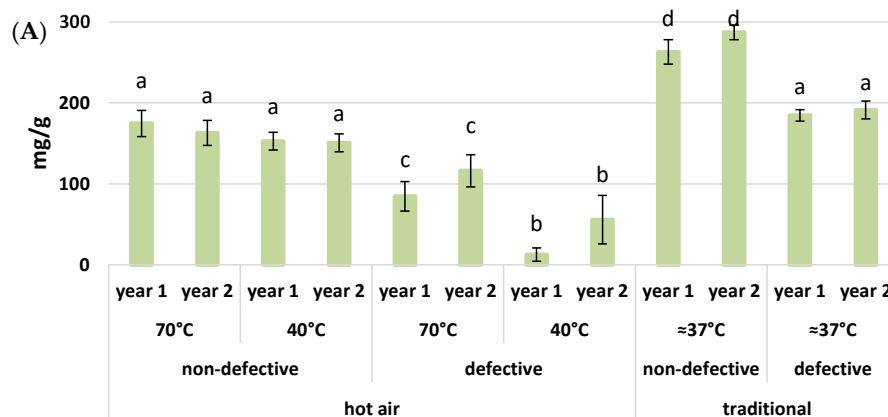 (A)
300
d d
a a a a
a a
200
mg/g
c c
100
b b
0
year 1 year 2 year 1 year 2 year 1 year 2 year 1 year 2 year 1 year 2 year 1 year 2
70°C 40°C 70°C 40°C ≈37°C ≈37°C
non-defective defective non-defective defective
hot air traditional